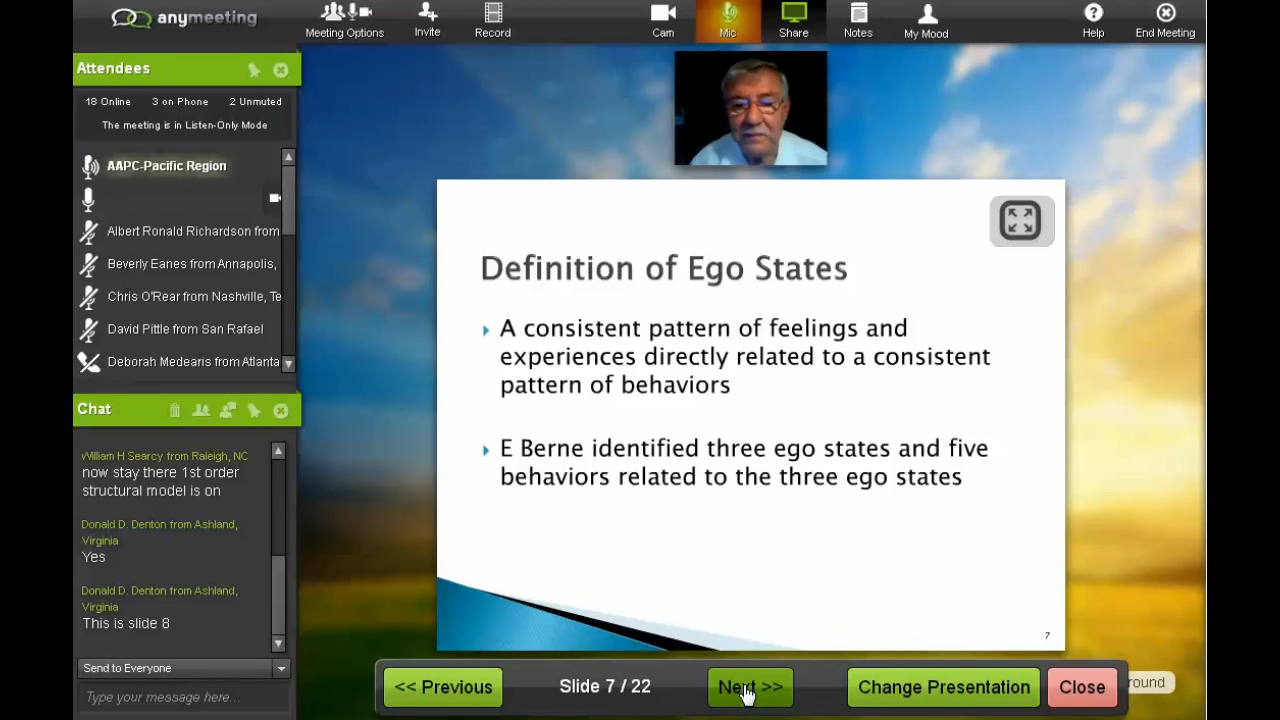 anymeeting
Meeting Options
Invite
Record
Cam
Mic
Share
Notes
My Mood
Help
End Meeting
Attendees
18 Online 3 on Phone 2 Unmuted
The meeting is in Listen-Only Mode
AAPC-Pacific Region
Albert Ronald Richardson from
Beverly Eanes from Annapolis,
Chris O'Rear from Nashville, Te
David Pittle from San Rafael
Deborah Medearis from Atlanta
Chat
William H Searcy from Raleigh, NC
now stay there 1st order
structural model is on
Donald D. Denton from Ashland,
Virginia
Yes
Donald D. Denton from Ashland,
Virginia
This is slide 8
Send to Everyone
Type your message here...
Definition of Ego States
A consistent pattern of feelings and
experiences directly related to a consistent
pattern of behaviors
E Berne identified three ego states and five
behaviors related to the three ego states
7
<< Previous
Slide 7 / 22
Next >>
Change Presentation
Close
round